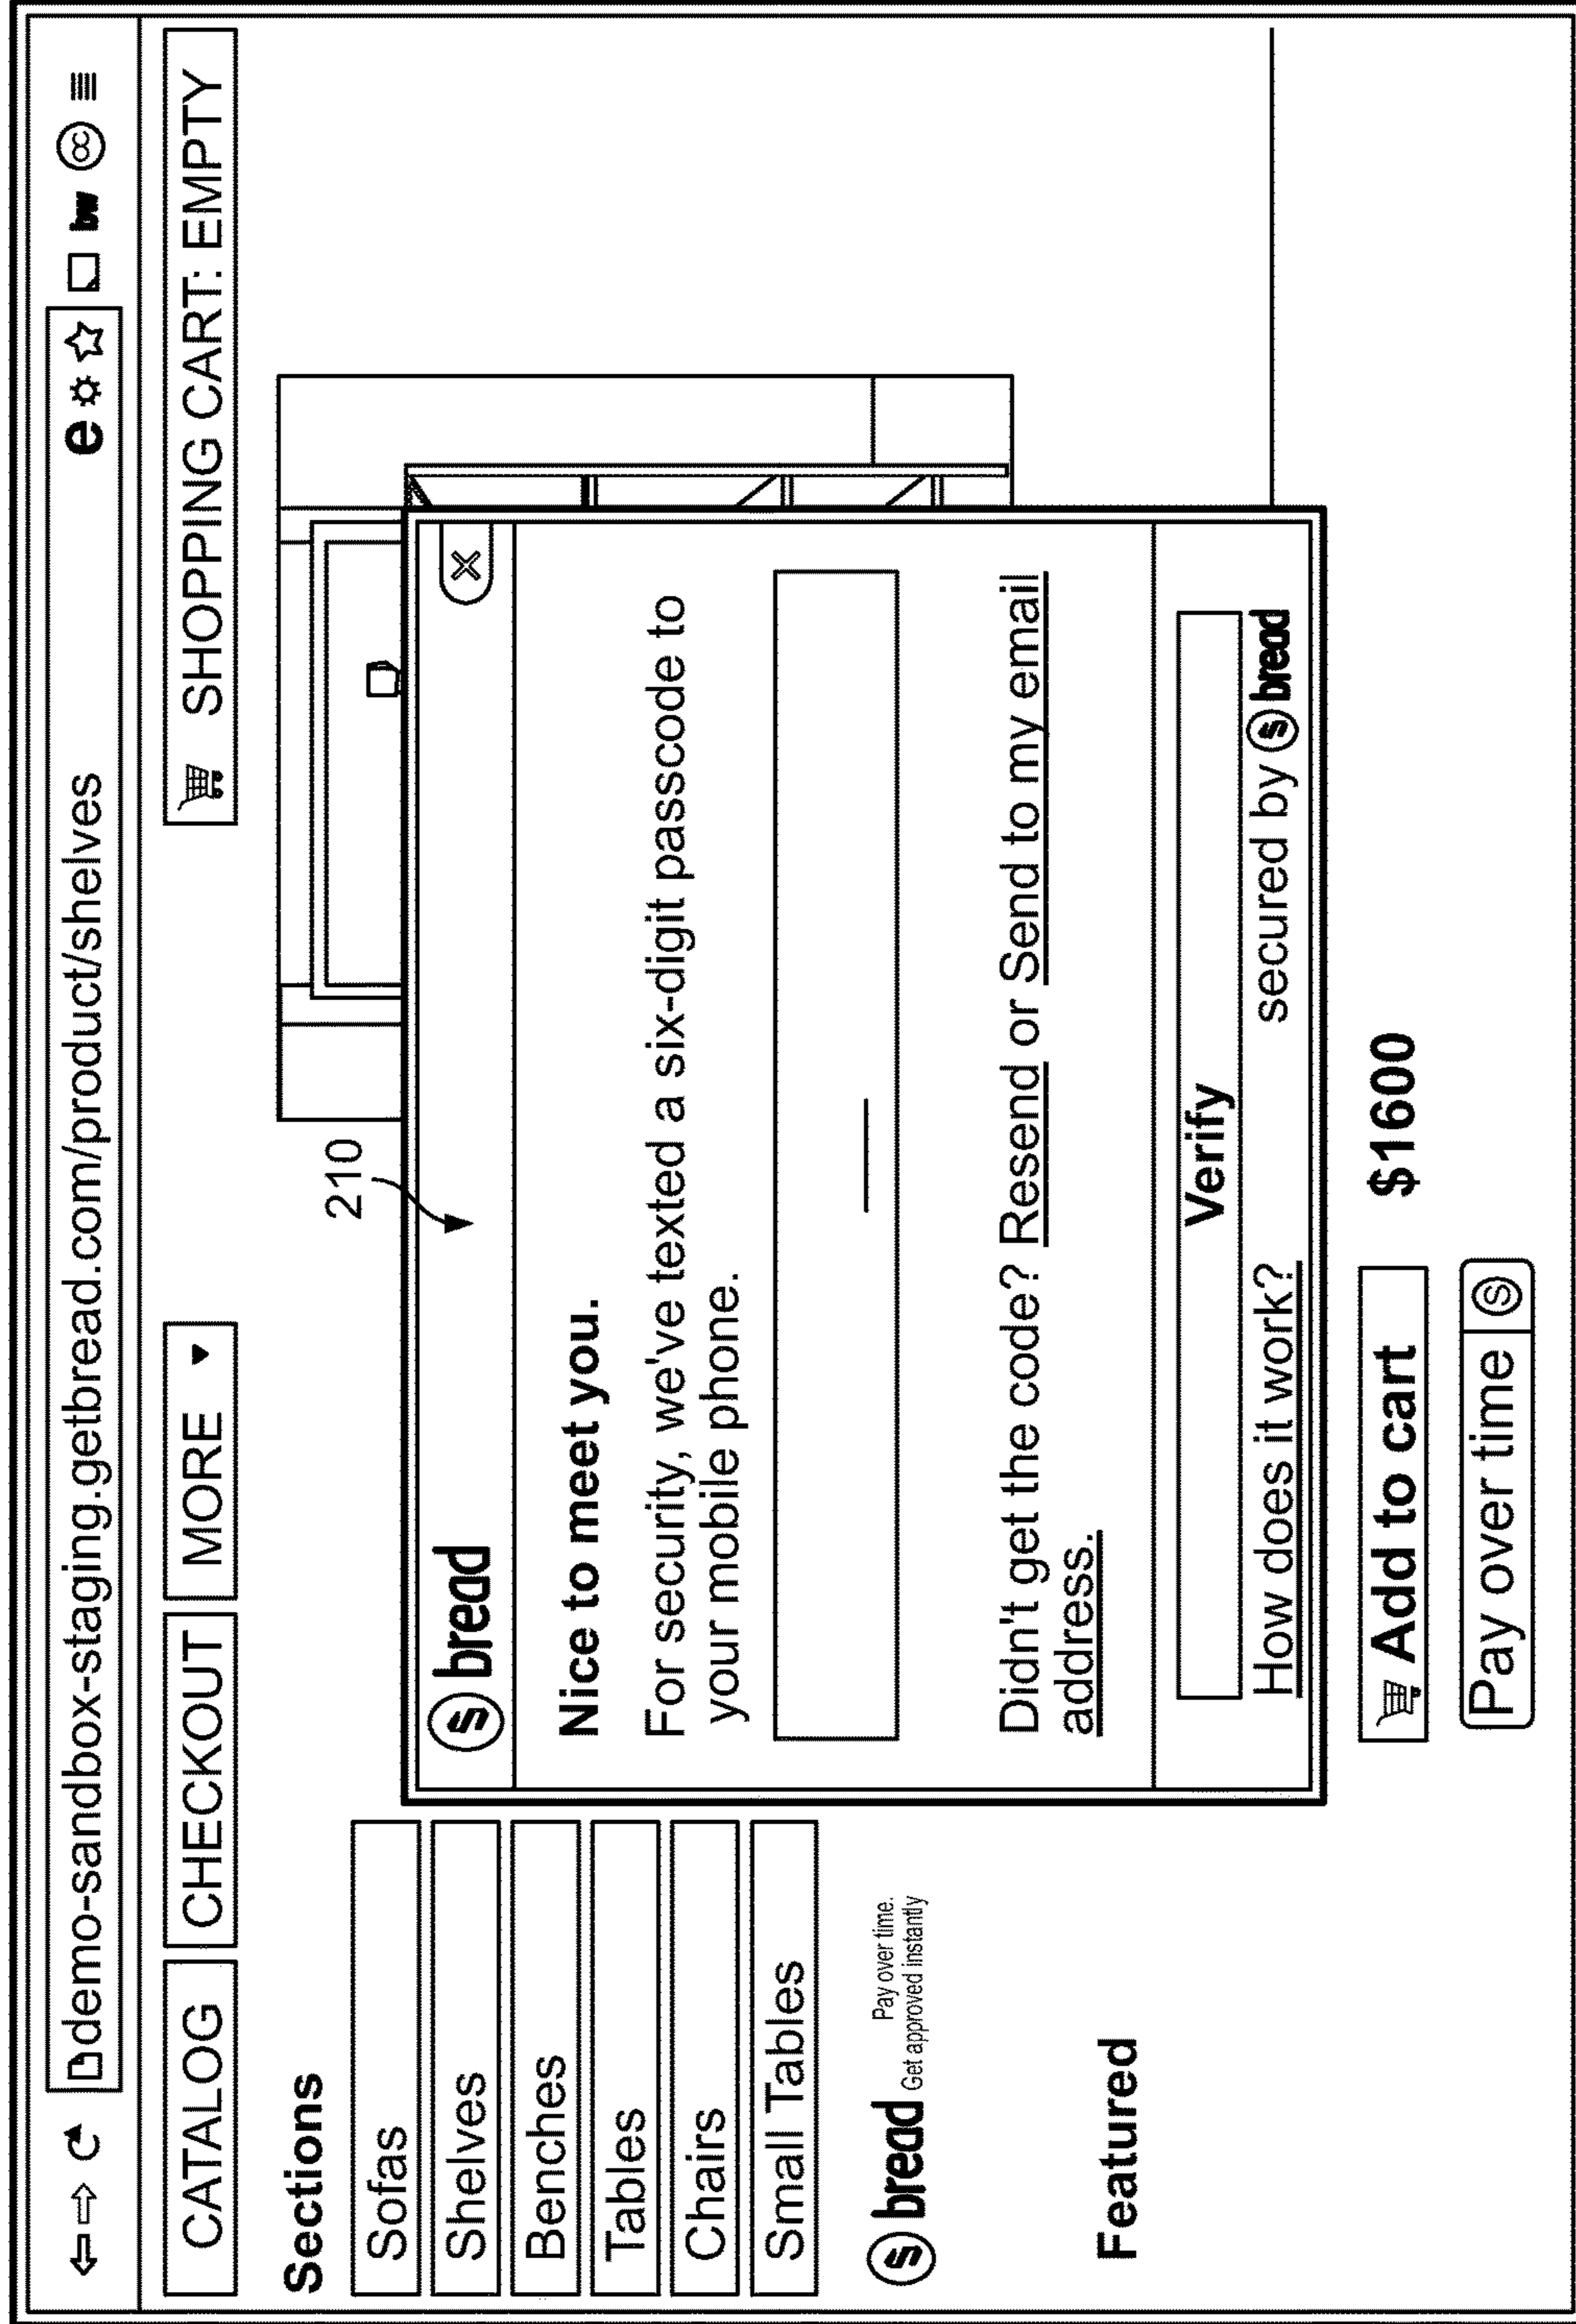 demo-sandbox-staging.getbread.com/product/shelves
e
bw
CATALOG
CHECKOUT
MORE
SHOPPING CART: EMPTY
Sections
Sofas
Shelves
Benches
Tables
Chairs
Small Tables
bread
Pay over time.
Get approved instantly
Featured
210
bread
X
Nice to meet you.
For security, we've texted a six-digit passcode to
your mobile phone.
Didn't get the code? Resend or Send to my email
address.
Verify
How does it work?
secured by bread
Add to cart
$1600
Pay over time